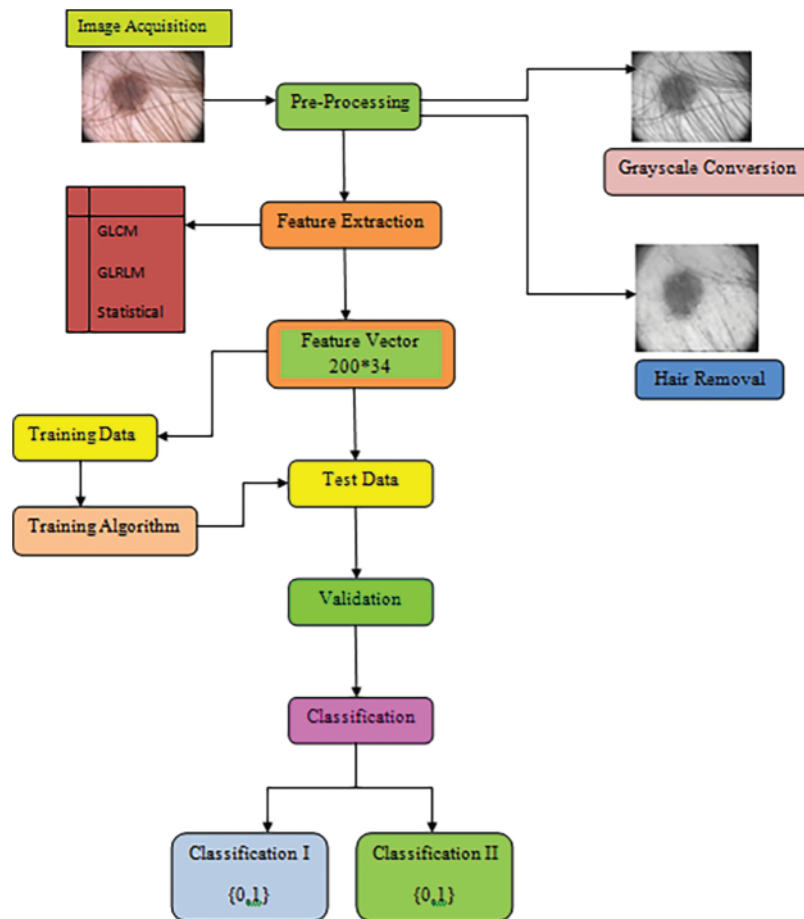 Image Acquisition
Pre-Processing
Grayscale Conversion
Feature Extraction
GLCM
GLRLM
Statistical
Hair Removal
Feature Vector
200*34
Training Data
Test Data
Training Algorithm
Validation
Classification
Classification I
{0,1}
Classification II
{0,1}